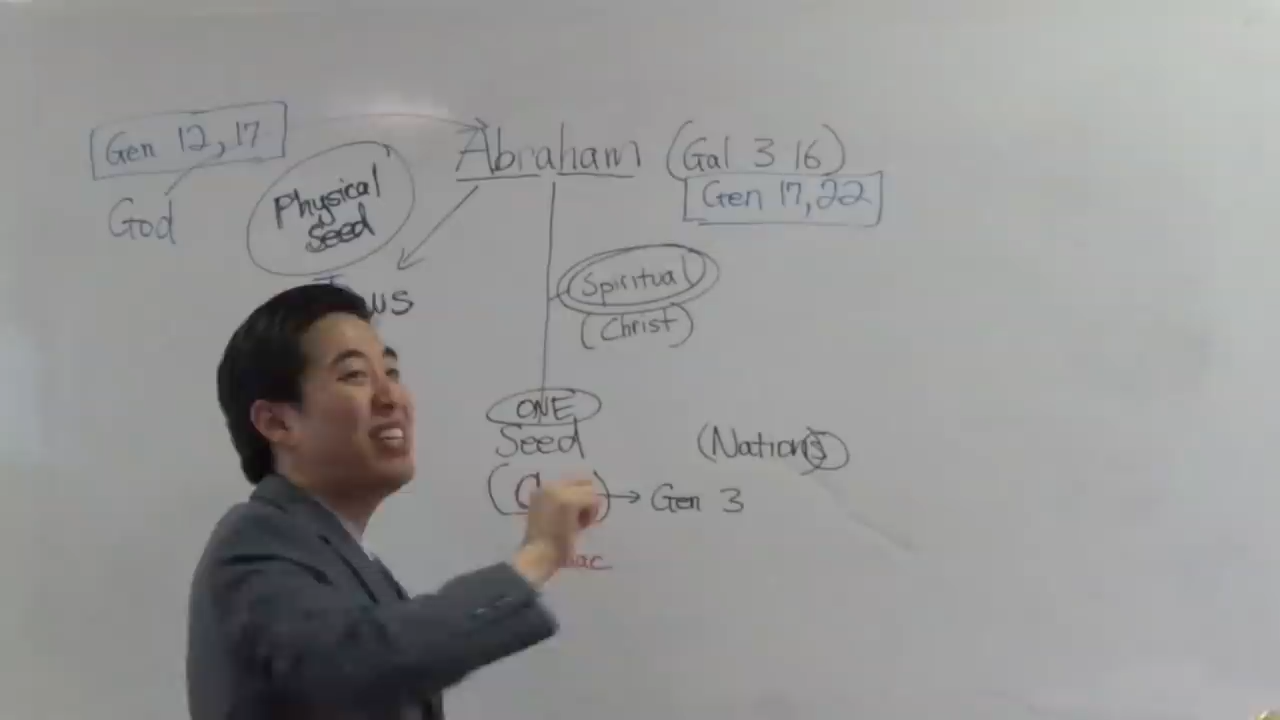 Gen 12, 17
God
Physical
Seed
Abraham (Gal 3 16)
Gen 17, 22
Spiritual
(Christ)
ONE
Seed
(Nations)
Gen 3